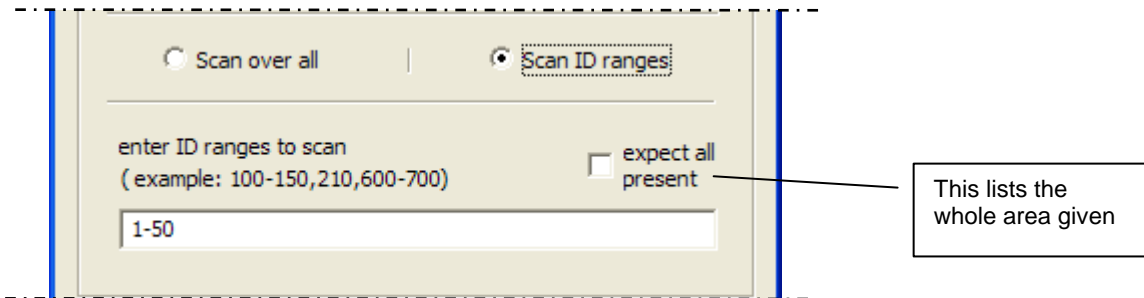 Scan over all | Scan ID ranges
enter ID ranges to scan
( example: 100-150,210,600-700)
expect all
present
1-50
This lists the
whole area given